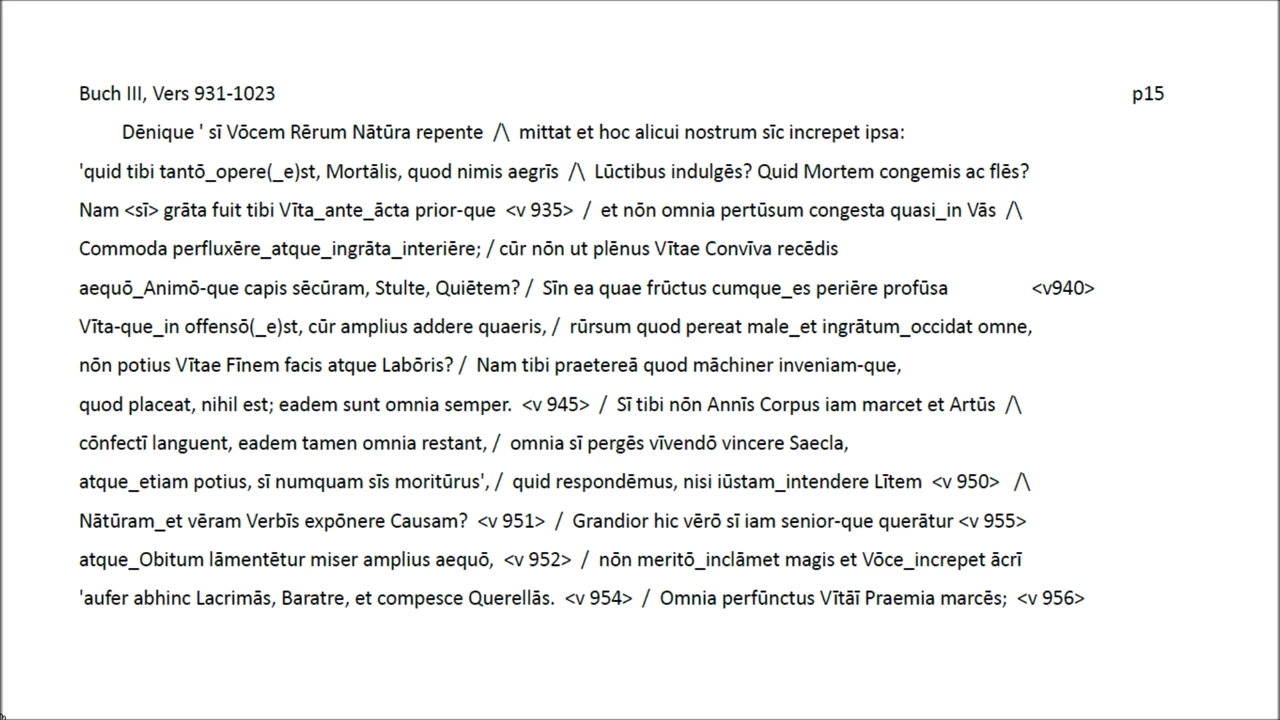 Buch III, Vers 931-1023 p15
Dēnique ' sī Vōcem Rērum Nātūra repente /\ mittat et hoc alicui nostrum sīc increpet ipsa:
'quid tibi tantō_opere(_e)st, Mortālis, quod nimis aegrīs /\ Lūctibus indulgēs? Quid Mortem congemis ac flēs?
Nam <sī> grāta fuit tibi Vīta_ante_ācta prior-que <v 935> / et nōn omnia pertūsum congesta quasi_in Vās /\
Commoda perfluxēre_atque_ingrāta_interiēre; / cūr nōn ut plēnus Vītae Convīva recēdis
aequō_Animō-que capis sēcūram, Stulte, Quiētem? / Sīn ea quae frūctus cumque_es periēre profūsa <v940>
Vīta-que_in offensō(_e)st, cūr amplius addere quaeris, / rūrsum quod pereat male_et ingrātum_occidat omne,
nōn potius Vītae Fīnem facis atque Labōris? / Nam tibi praetereā quod māchiner inveniam-que,
quod placeat, nihil est; eadem sunt omnia semper. <v 945> / Sī tibi nōn Annīs Corpus iam marcet et Artūs /\
cōnfectī languent, eadem tamen omnia restant, / omnia sī pergēs vīvendō vincere Saecla,
atque_etiam potius, sī numquam sīs moritūrus', / quid respondēmus, nisi iūstam_intendere Lītem <v 950> /\
Nātūram_et vēram Verbīs expōnere Causam? <v 951> / Grandior hic vērō sī iam senior-que querātur <v 955>
atque_Obitum lāmentētur miser amplius aequō, <v 952> / nōn meritō_inclāmet magis et Vōce_increpet ācrī
'aufer abhinc Lacrimās, Baratre, et compesce Querellās. <v 954> / Omnia perfūnctus Vītāī Praemia marcēs; <v 956>